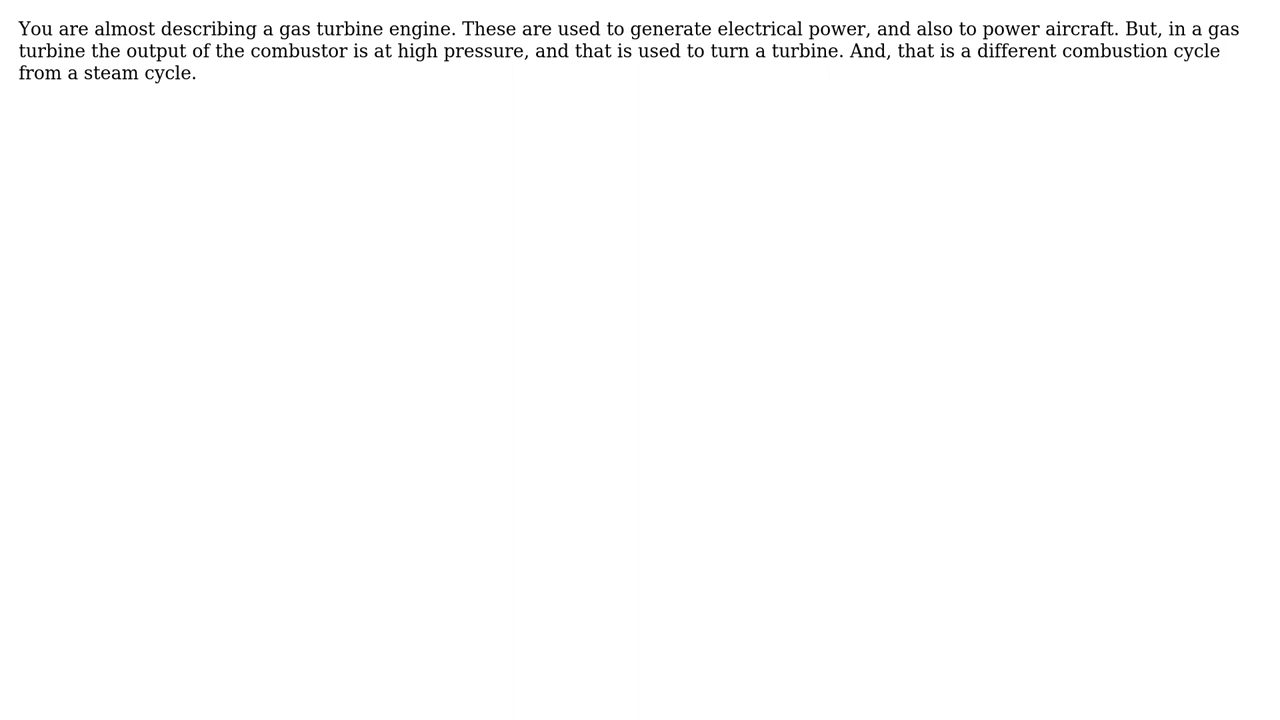 You are almost describing a gas turbine engine. These are used to generate electrical power, and also to power aircraft. But, in a gas
turbine the output of the combustor is at high pressure, and that is used to turn a turbine. And, that is a different combustion cycle
from a steam cycle.